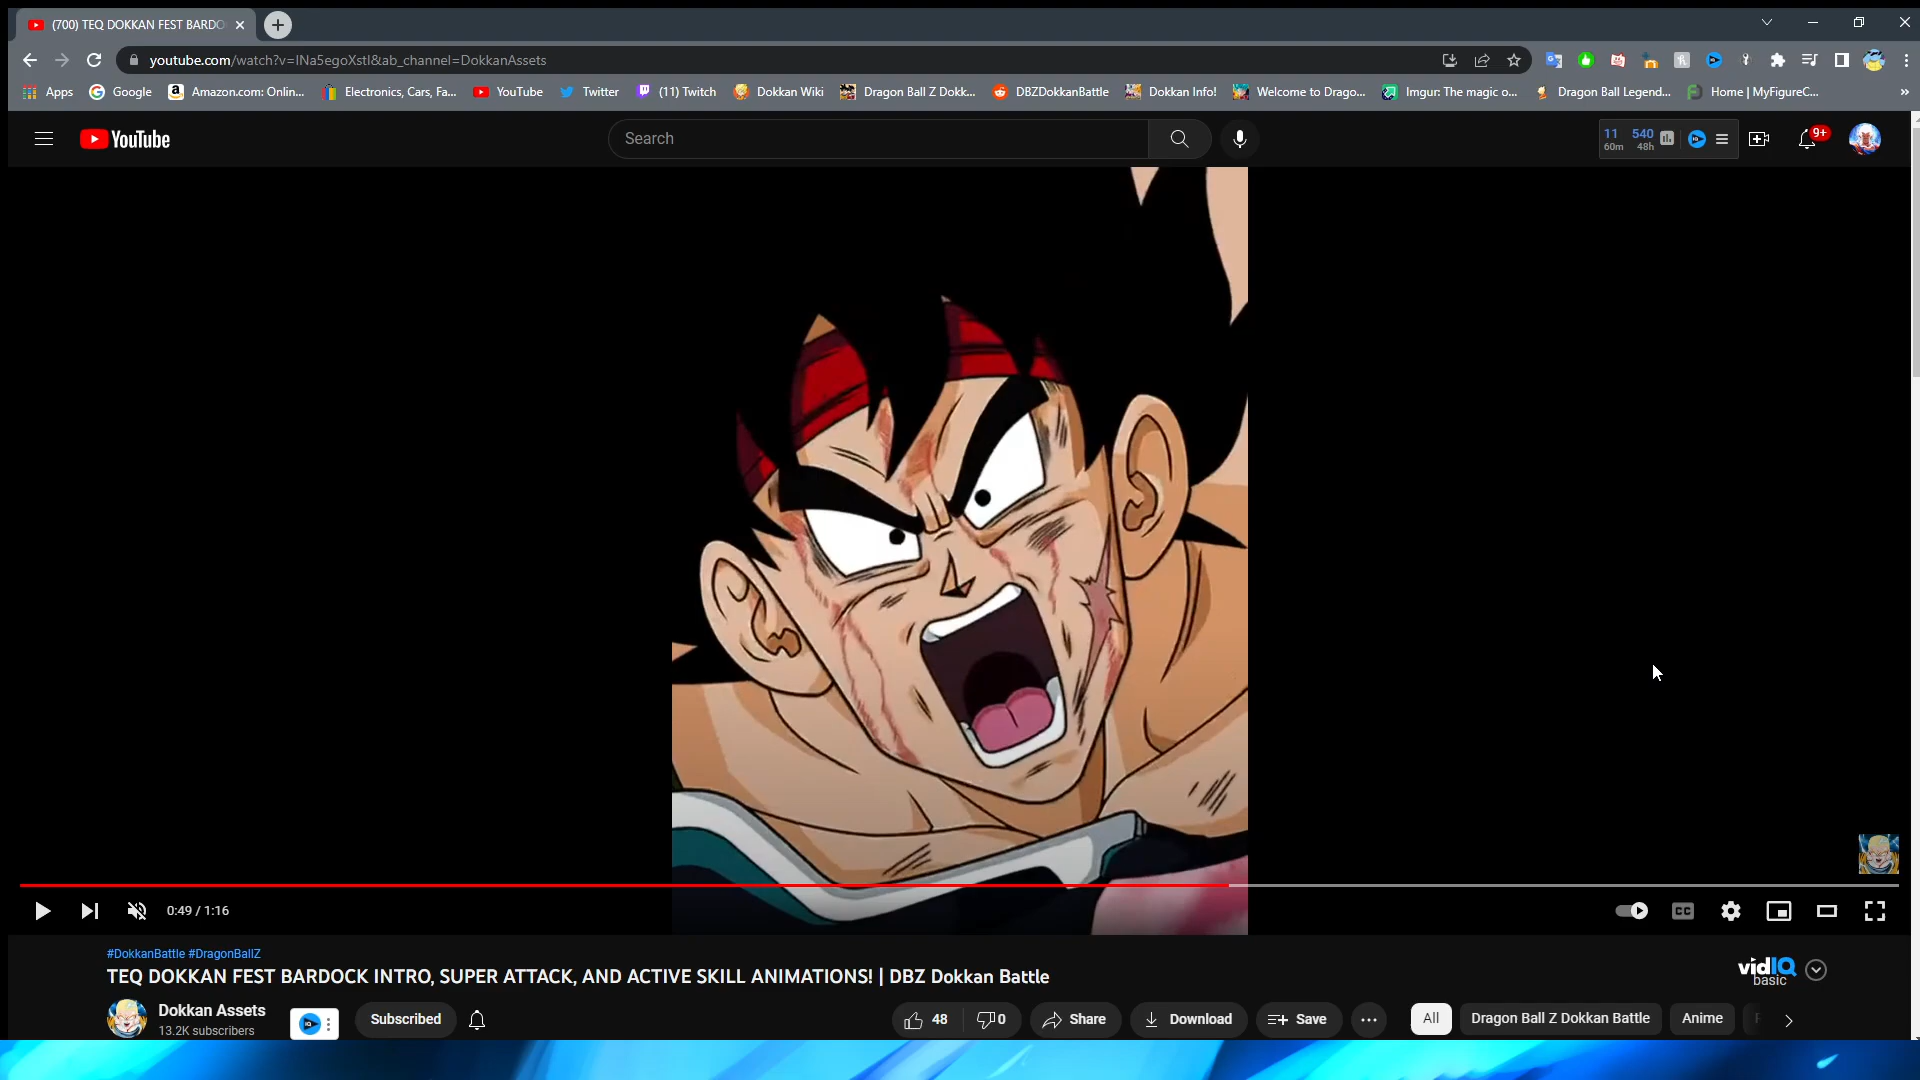 (700) TEQ DOKKAN FEST BARDO
youtube.com/watch?v=INa5egoXstI&ab_channel=DokkanAssets
Apps
Google
Amazon.com: Onlin...
Electronics, Cars, Fa...
YouTube
Twitter
(11) Twitch
Dokkan Wiki
Dragon Ball Z Dokk...
DBZDokkanBattle
Dokkan Info!
Welcome to Drago...
Imgur: The magic o...
Dragon Ball Legend...
Home | MyFigureC...
YouTube
Search
11 540
60m 48h
9+
0:49 / 1:16
CC
#DokkanBattle #DragonBallZ
TEQ DOKKAN FEST BARDOCK INTRO, SUPER ATTACK, AND ACTIVE SKILL ANIMATIONS! | DBZ Dokkan Battle
vidIQ
basic
Dokkan Assets
13.2K subscribers
Subscribed
48
0
Share
Download
Save
All
Dragon Ball Z Dokkan Battle
Anime